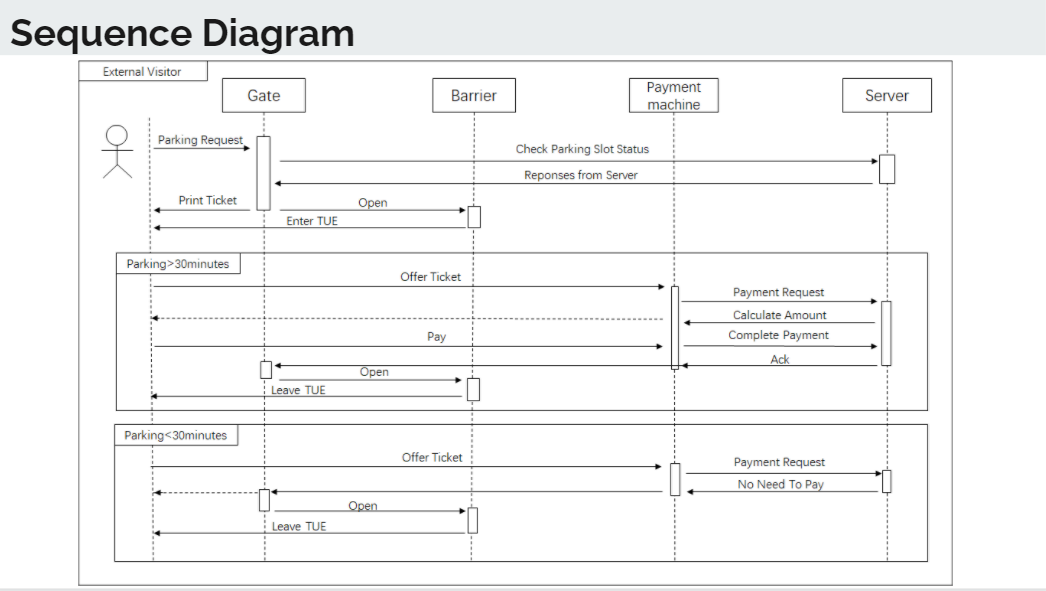 Sequence Diagram
External Visitor
Gate
Barrier
Payment
machine
Server
Parking Request
Check Parking Slot Status
Reponses from Server
Print Ticket
Open
Enter TUE
Parking>30minutes
Offer Ticket
Payment Request
Calculate Amount
Complete Payment
Pay
Ack
Open
Leave TUE
Parking<30minutes
Offer Ticket
Payment Request
No Need To Pay
Open
Leave TUE